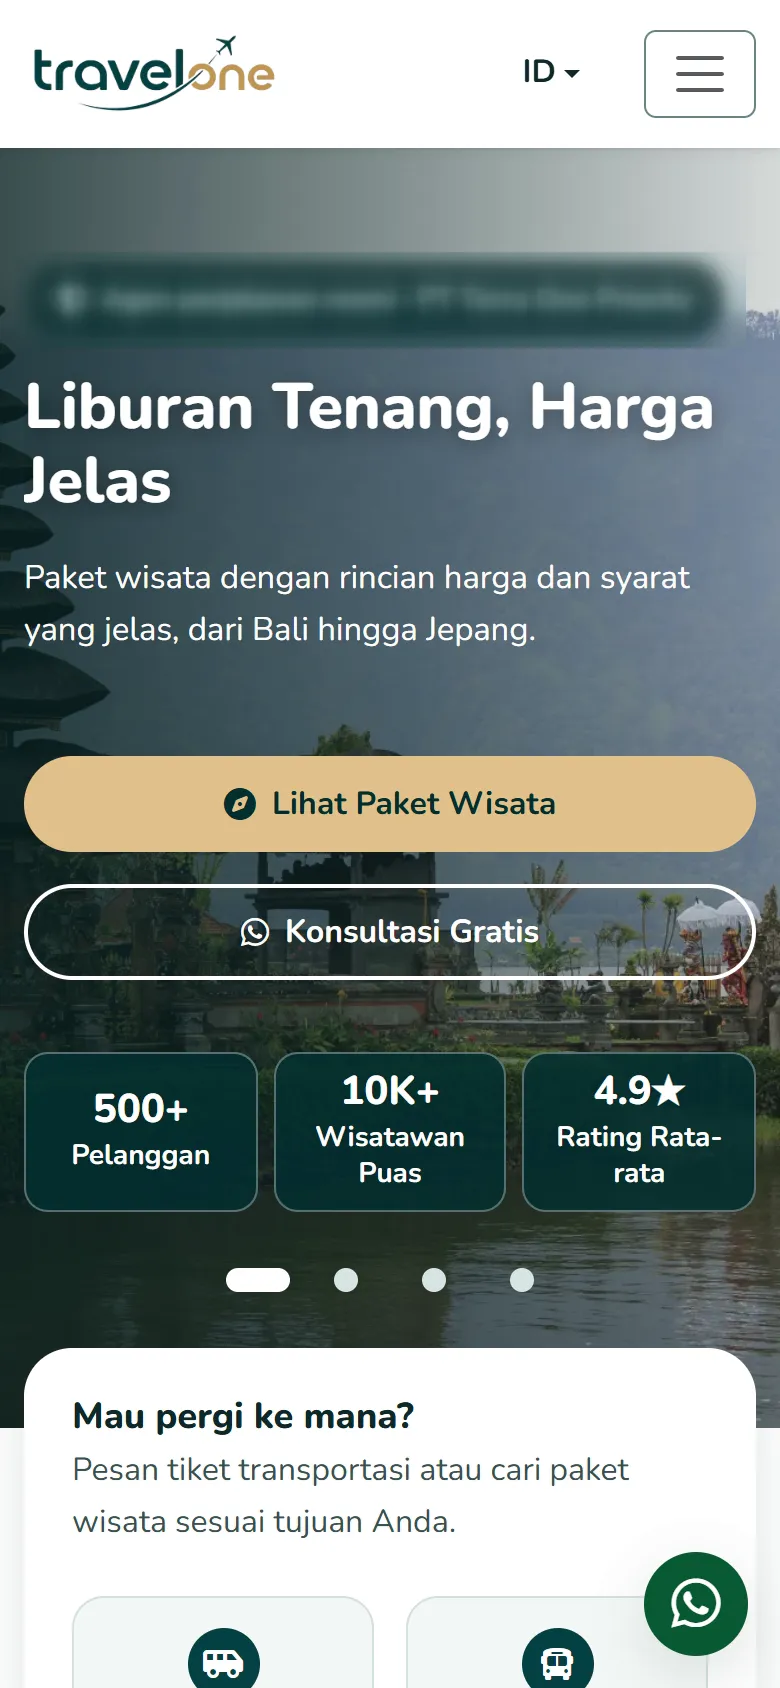 travelone
ID
Liburan Tenang, Harga
Jelas
Paket wisata dengan rincian harga dan syarat
yang jelas, dari Bali hingga Jepang.
Lihat Paket Wisata
Konsultasi Gratis
500+
Pelanggan
10K+
Wisatawan
Puas
4.9★
Rating Rata-
rata
Mau pergi ke mana?
Pesan tiket transportasi atau cari paket
wisata sesuai tujuan Anda.